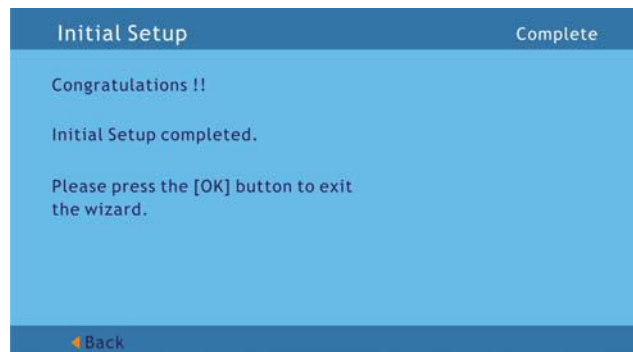 Initial Setup
Complete
Congratulations !!
Initial Setup completed.
Please press the [OK] button to exit
the wizard.
Back